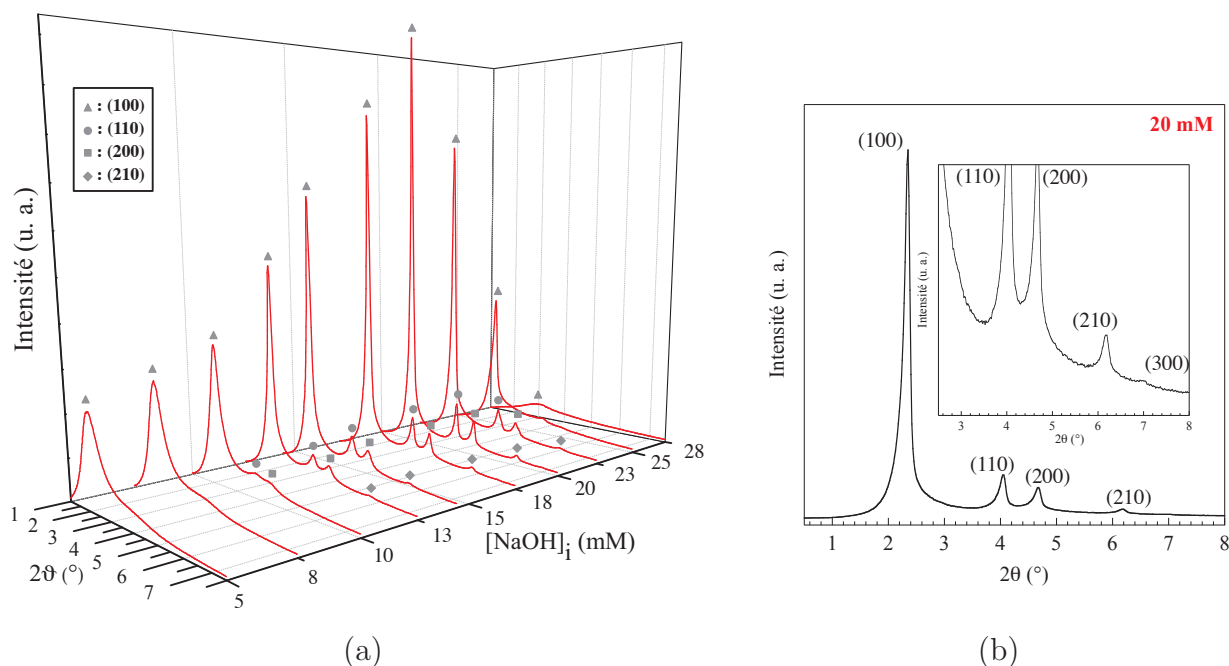 ▲ : (100)
● : (110)
■ : (200)
◆ : (210)
Intensité (u. a.)
1
2
3
4
5
6
7
2ϑ (°)
5
8
10
13
15
18
20
23
25
28
[NaOH]i (mM)
(a)
20 mM
(100)
(110)
(200)
(210)
Intensité (u. a.)
1 2 3 4 5 6 7 8
2θ (°)
(110)
(200)
(210)
(300)
Intensité (u. a.)
3 4 5 6 7 8
2θ (°)
(b)